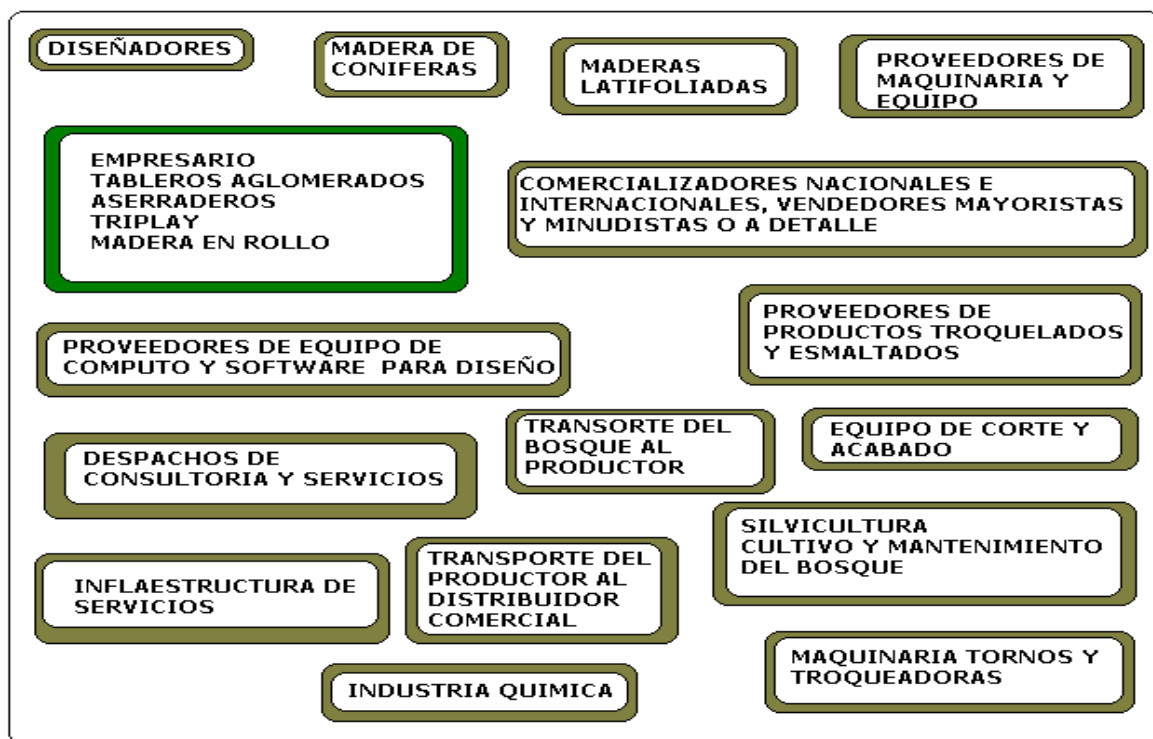 DISEÑADORES
MADERA DE
CONIFERAS
MADERAS
LATIFOLIADAS
PROVEEDORES DE
MAQUINARIA Y
EQUIPO
EMPRESARIO
TABLEROS AGLOMERADOS
ASERRADEROS
TRIPLAY
MADERA EN ROLLO
COMERCIALIZADORES NACIONALES E
INTERNACIONALES, VENDEDORES MAYORISTAS
Y MINUDISTAS O A DETALLE
PROVEEDORES DE
PRODUCTOS TROQUELADOS
Y ESMALTADOS
PROVEEDORES DE EQUIPO DE
COMPUTO Y SOFTWARE PARA DISEÑO
TRANSORTE DEL
BOSQUE AL
PRODUCTOR
EQUIPO DE CORTE Y
ACABADO
DESPACHOS DE
CONSULTORIA Y SERVICIOS
SILVICULTURA
CULTIVO Y MANTENIMIENTO
DEL BOSQUE
INFLAESTRUCTURA DE
SERVICIOS
TRANSPORTE DEL
PRODUCTOR AL
DISTRIBUIDOR
COMERCIAL
MAQUINARIA TORNOS Y
TROQUEADORAS
INDUSTRIA QUIMICA